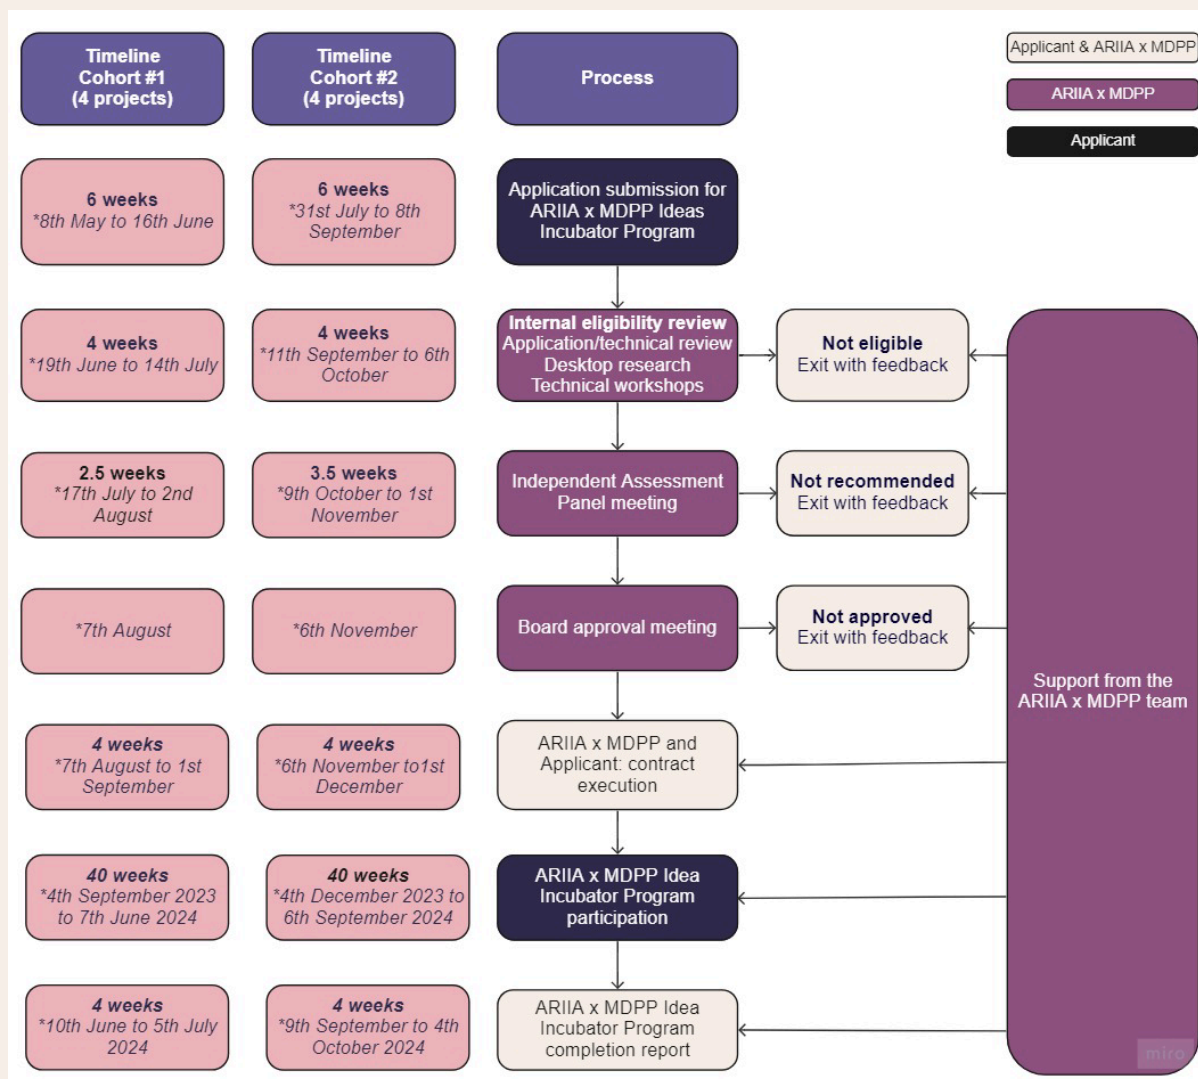 Timeline
Cohort #1
(4 projects)
Timeline
Cohort #2
(4 projects)
Process
Applicant & ARIIA x MDPP
ARIIA x MDPP
Applicant
6 weeks
*8th May to 16th June
6 weeks
*31st July to 8th
September
Application submission for
ARIIA x MDPP Ideas
Incubator Program
4 weeks
*19th June to 14th July
4 weeks
*11th September to 6th
October
Internal eligibility review
Application/technical review
Desktop research
Technical workshops
Not eligible
Exit with feedback
2.5 weeks
*17th July to 2nd
August
3.5 weeks
*9th October to 1st
November
Independent Assessment
Panel meeting
Not recommended
Exit with feedback
*7th August
*6th November
Board approval meeting
Not approved
Exit with feedback
Support from the
ARIIA x MDPP team
4 weeks
*7th August to 1st
September
4 weeks
*6th November to1st
December
ARIIA x MDPP and
Applicant: contract
execution
40 weeks
*4th September 2023
to 7th June 2024
40 weeks
*4th December 2023 to
6th September 2024
ARIIA x MDPP Idea
Incubator Program
participation
4 weeks
*10th June to 5th July
2024
4 weeks
*9th September to 4th
October 2024
ARIIA x MDPP Idea
Incubator Program
completion report
miro